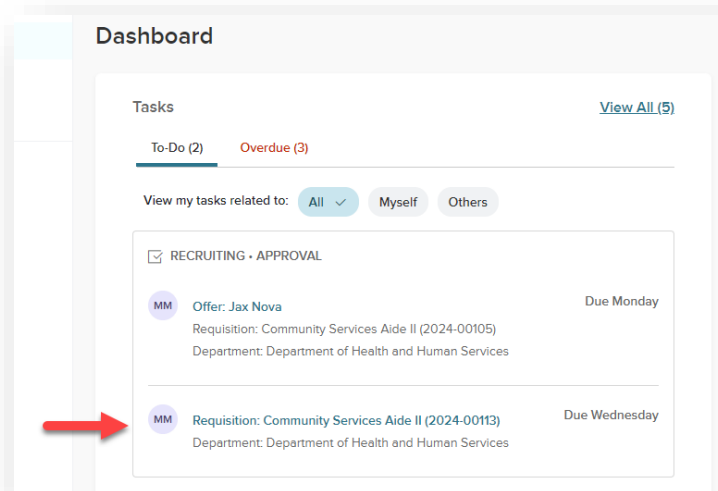 Dashboard
Tasks
View All (5)
To-Do (2)
Overdue (3)
View my tasks related to:
All
Myself
Others
RECRUITING • APPROVAL
MM
Offer: Jax Nova
Due Monday
Requisition: Community Services Aide II (2024-00105)
Department: Department of Health and Human Services
MM
Requisition: Community Services Aide II (2024-00113)
Due Wednesday
Department: Department of Health and Human Services